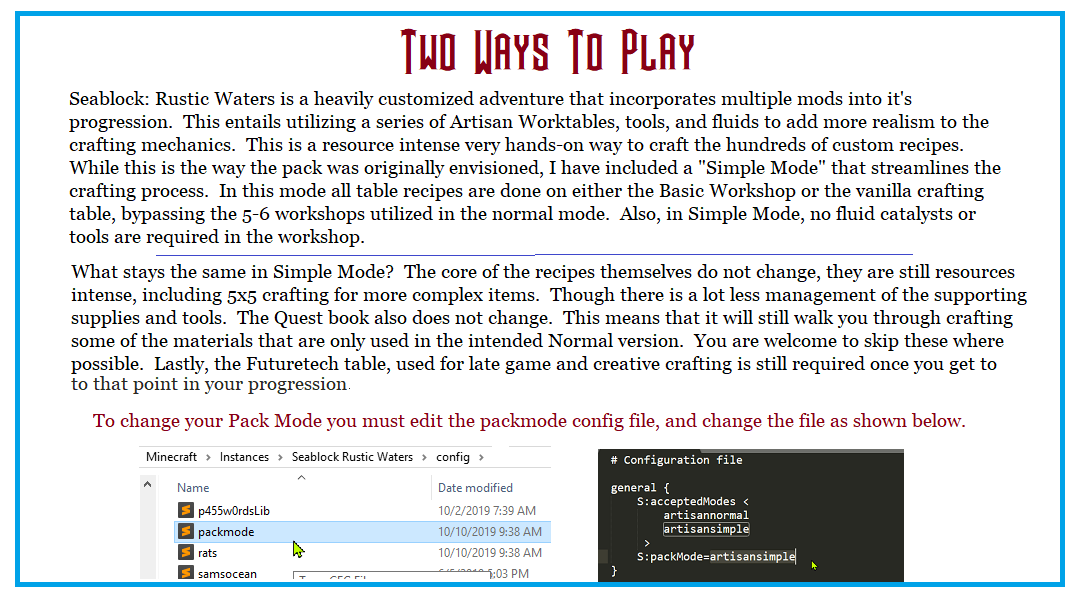 Two Ways To Play
Seablock: Rustic Waters is a heavily customized adventure that incorporates multiple mods into it's
progression.  This entails utilizing a series of Artisan Worktables, tools, and fluids to add more realism to the
crafting mechanics.  This is a resource intense very hands-on way to craft the hundreds of custom recipes.
While this is the way the pack was originally envisioned, I have included a "Simple Mode" that streamlines the
crafting process.  In this mode all table recipes are done on either the Basic Workshop or the vanilla crafting
table, bypassing the 5-6 workshops utilized in the normal mode.  Also, in Simple Mode, no fluid catalysts or
tools are required in the workshop.
What stays the same in Simple Mode?  The core of the recipes themselves do not change, they are still resources
intense, including 5x5 crafting for more complex items.  Though there is a lot less management of the supporting
supplies and tools.  The Quest book also does not change.  This means that it will still walk you through crafting
some of the materials that are only used in the intended Normal version.  You are welcome to skip these where
possible.  Lastly, the Futuretech table, used for late game and creative crafting is still required once you get to
to that point in your progression.
To change your Pack Mode you must edit the packmode config file, and change the file as shown below.
Minecraft > Instances > Seablock Rustic Waters > config >
Name Date modified
p455w0rdsLib 10/2/2019 7:39 AM
packmode 10/10/2019 9:38 AM
rats 10/10/2019 9:38 AM
samsocean :03 PM
# Configuration file
general {
S:acceptedModes <
artisannormal
artisansimple
>
S:packMode=artisansimple
}